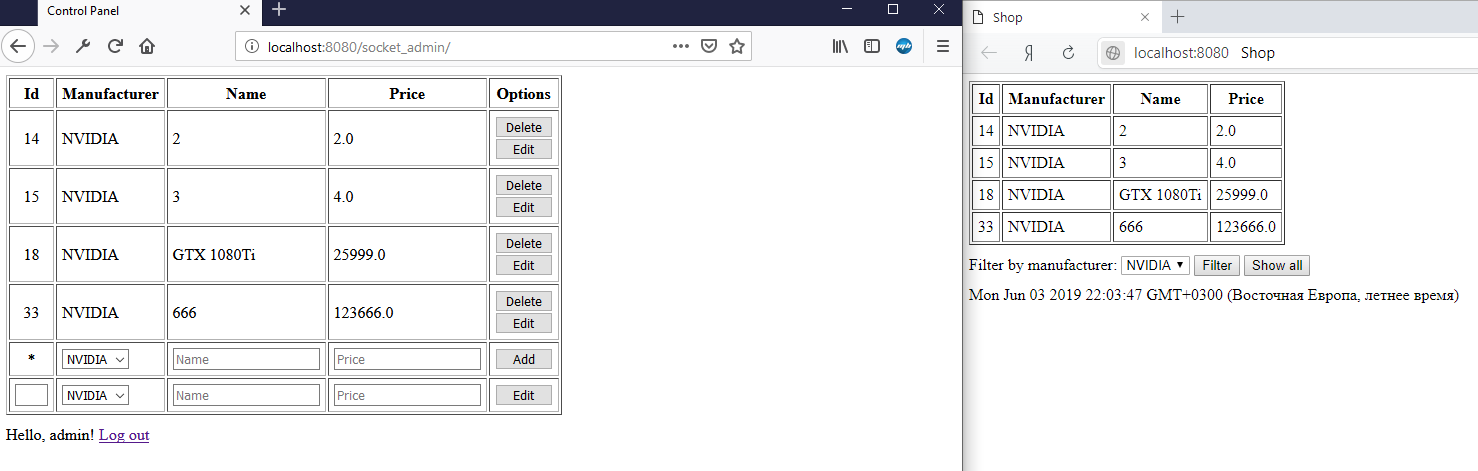 Control Panel
localhost:8080/socket_admin/
Id Manufacturer Name Price Options
14 NVIDIA 2 2.0 Delete
Edit
15 NVIDIA 3 4.0 Delete
Edit
18 NVIDIA GTX 1080Ti 25999.0 Delete
Edit
33 NVIDIA 666 123666.0 Delete
Edit
* NVIDIA Name Price Add
NVIDIA Name Price Edit
Hello, admin! Log out
Shop
Я localhost:8080 Shop
Id Manufacturer Name Price
14 NVIDIA 2 2.0
15 NVIDIA 3 4.0
18 NVIDIA GTX 1080Ti 25999.0
33 NVIDIA 666 123666.0
Filter by manufacturer: NVIDIA Filter Show all
Mon Jun 03 2019 22:03:47 GMT+0300 (Восточная Европа, летнее время)